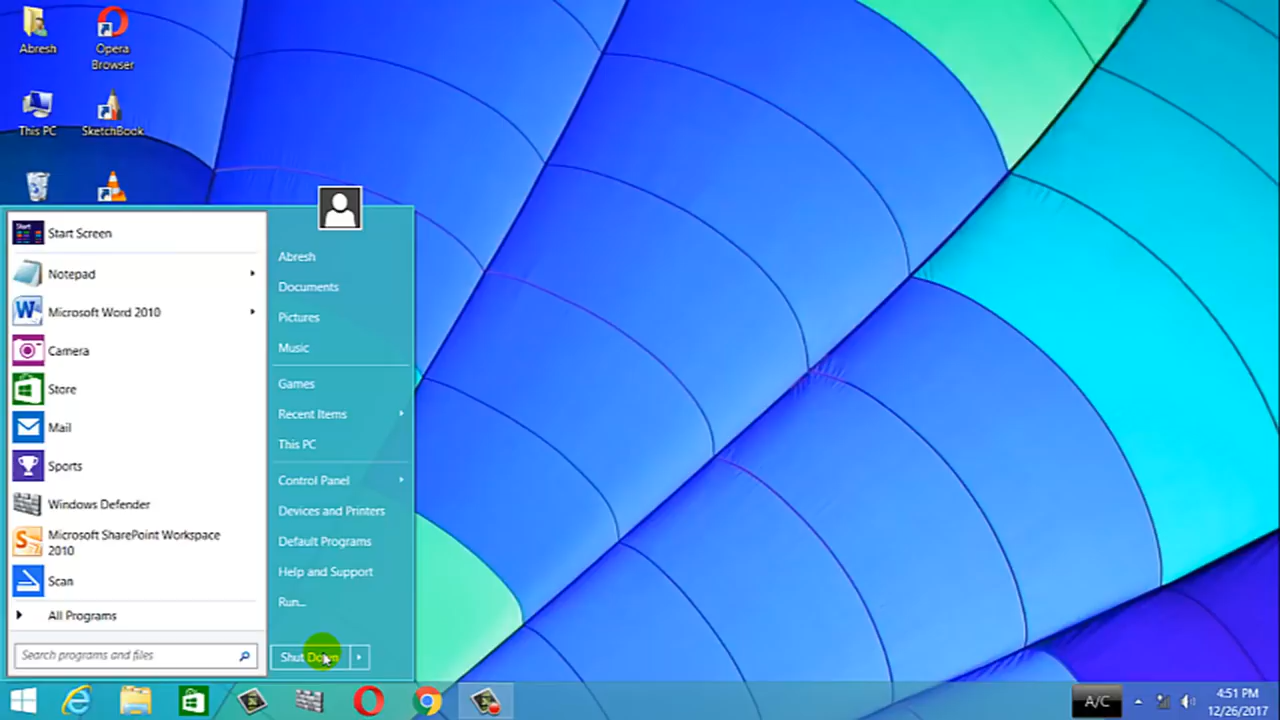 Abresh
Opera
Browser
This PC
SketchBook
Start
Start Screen
Notepad
Microsoft Word 2010
Camera
Store
Mail
Sports
Windows Defender
Microsoft SharePoint Workspace
2010
Scan
All Programs
Search programs and files
Abresh
Documents
Pictures
Music
Games
Recent Items
This PC
Control Panel
Devices and Printers
Default Programs
Help and Support
Run...
Shut Down
A/C
4:51 PM
12/26/2017